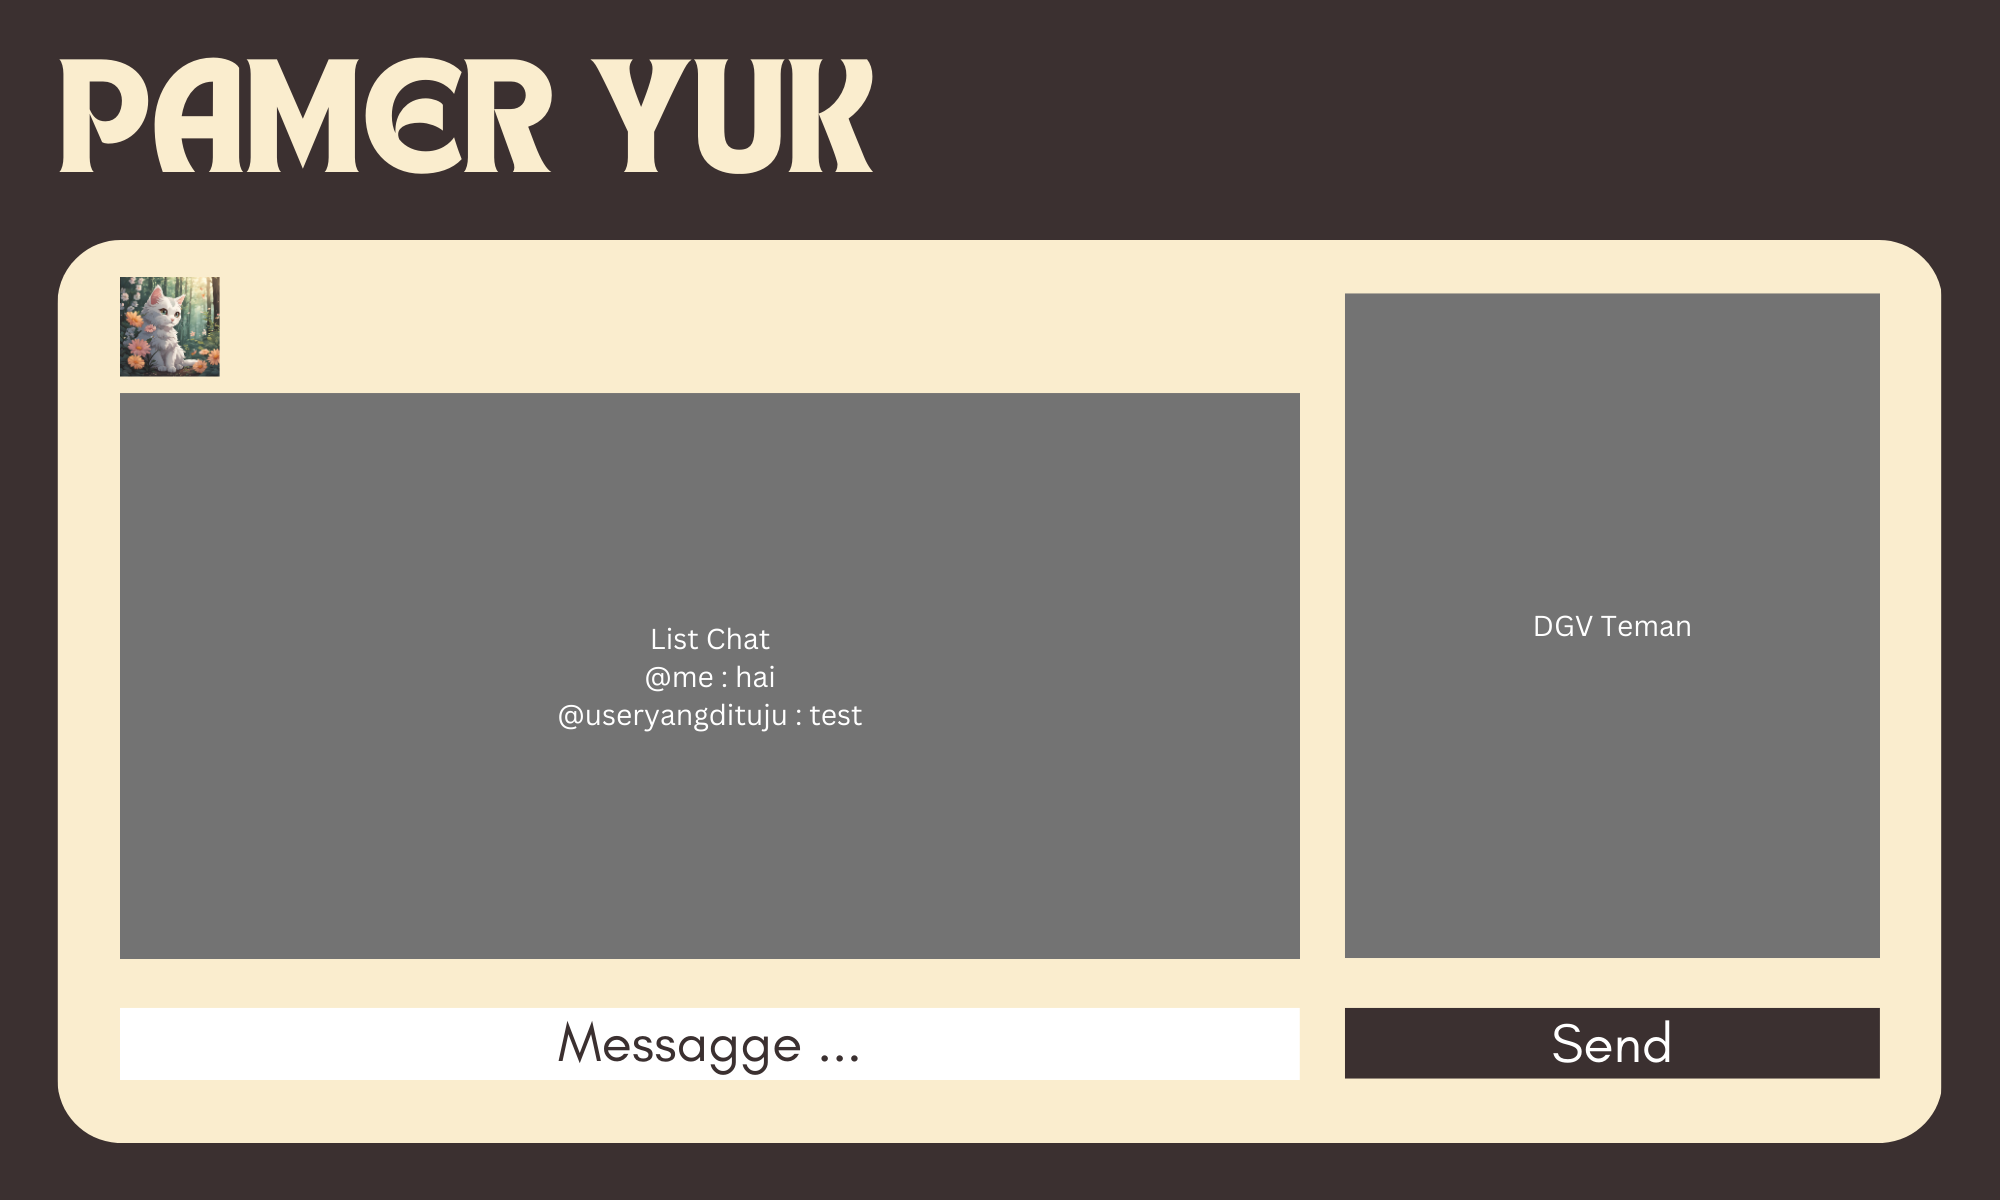 PAMER YUK
List Chat
@me : hai
@useryangdituju : test
DGV Teman
Messagge ...
Send